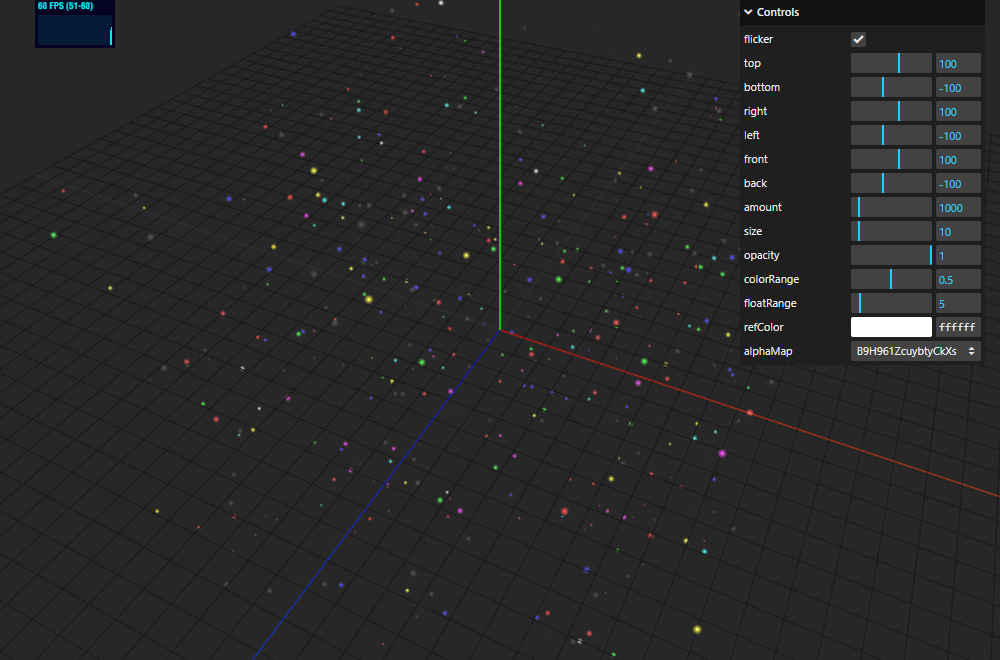 60 FPS (51-60)
Controls
flicker
top 100
bottom -100
right 100
left -100
front 100
back -100
amount 1000
size 10
opacity 1
colorRange 0.5
floatRange 5
refColor ffffff
alphaMap B9H961ZcuybtyCkXs